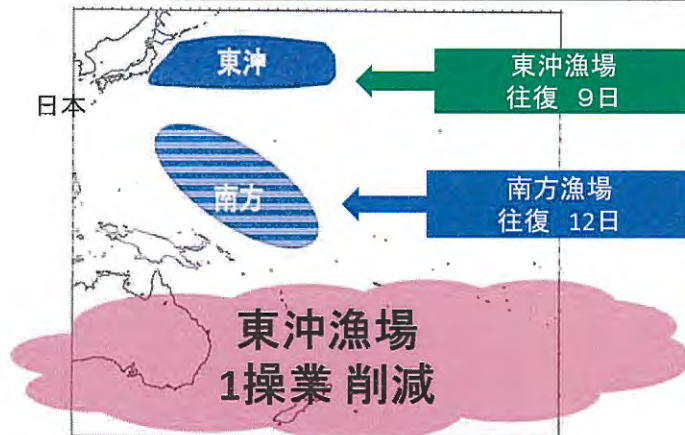 東沖
東沖漁場
往復 9日
日本
南方
南方漁場
往復 12日
東沖漁場
1操業 削減